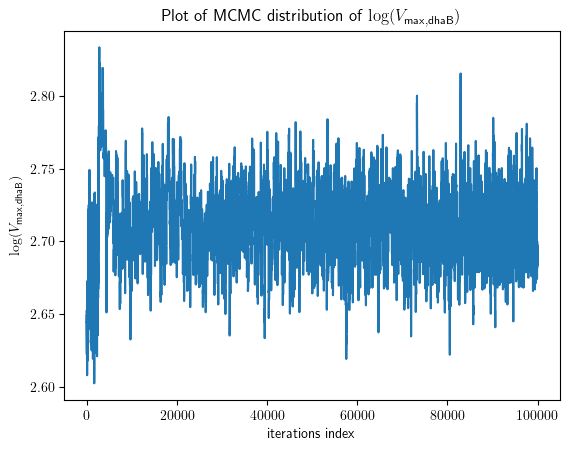 Plot of MCMC distribution of log(V_max,dhaB)
log(V_max,dhaB)
2.80
2.75
2.70
2.65
2.60
0 20000 40000 60000 80000 100000
iterations index